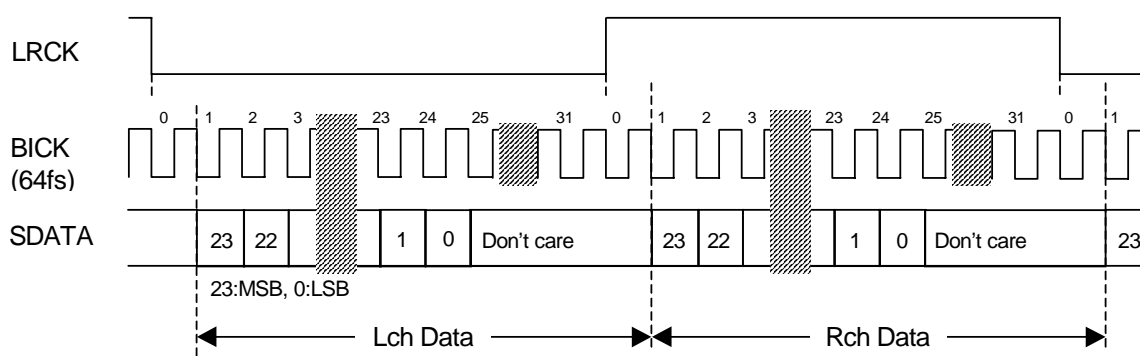 LRCK
0 1 2 3 23 24 25 31 0 1 2 3 23 24 25 31 0 1
BICK
(64fs)
SDATA 23 22 1 0 Don't care 23 22 1 0 Don't care 23
23:MSB, 0:LSB
Lch Data Rch Data